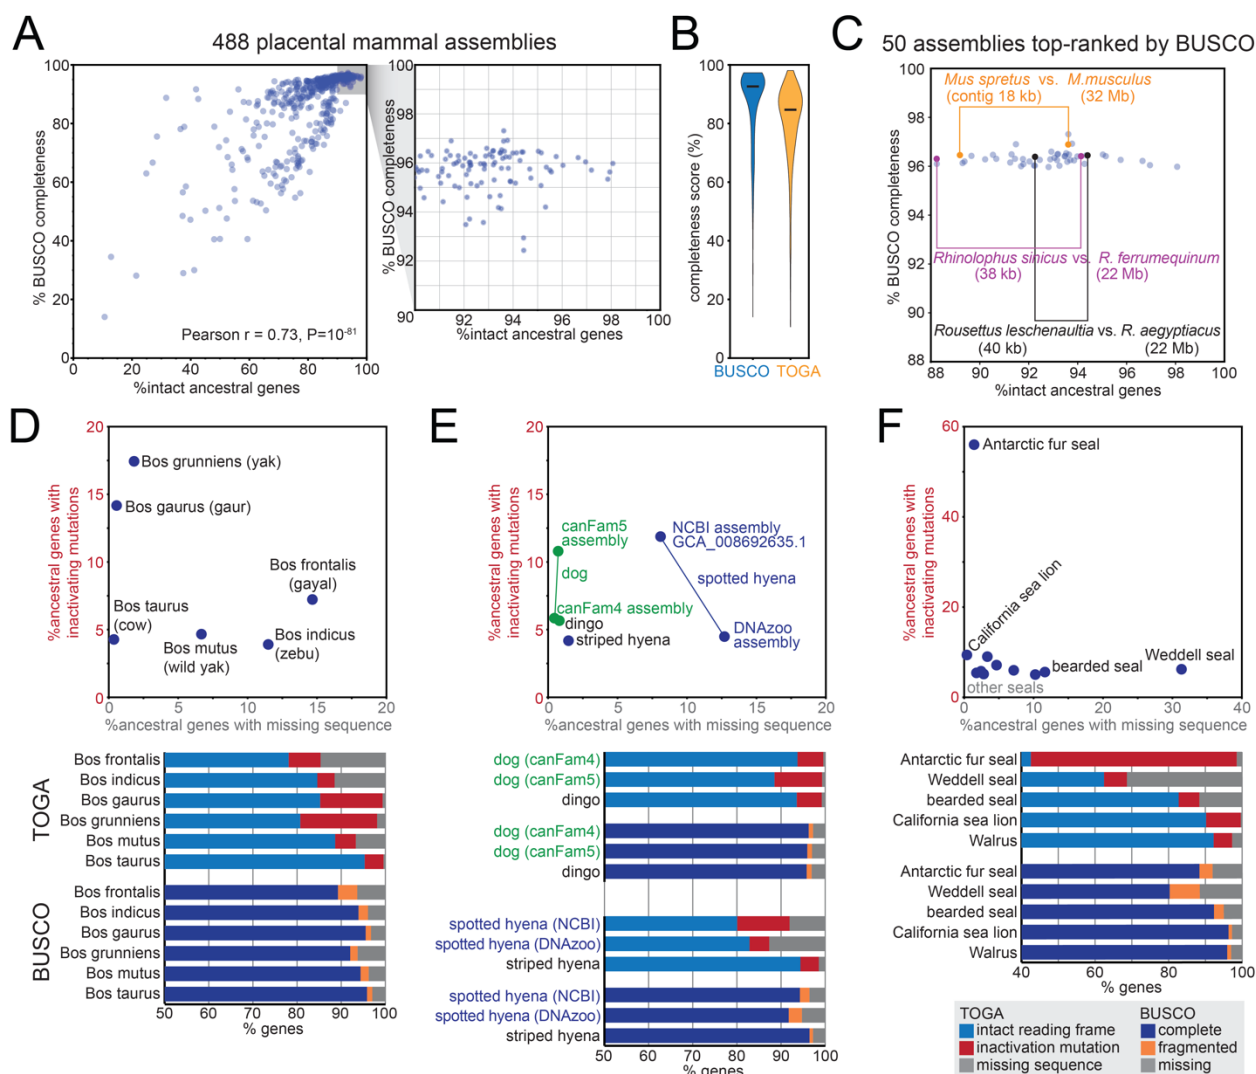 A
488 placental mammal assemblies
% BUSCO completeness
100
80
60
40
20
0
0
20
40
60
80
100
%intact ancestral genes
Pearson r = 0.73, P=10-81
% BUSCO completeness
100
98
96
94
92
90
92
94
96
98
100
%intact ancestral genes
B
completeness score (%)
100
80
60
40
20
0
BUSCO
TOGA
C
50 assemblies top-ranked by BUSCO
% BUSCO completeness
100
98
96
94
92
90
88
88
90
92
94
96
98
100
%intact ancestral genes
Mus spretus vs. M.musculus
(contig 18 kb) (32 Mb)
Rhinolophus sinicus vs. R. ferrumequinum
(38 kb) (22 Mb)
Rousettus leschenaultia vs. R. aegyptiacus
(40 kb) (22 Mb)
D
%ancestral genes with
inactivating mutations
20
15
10
5
0
0
5
10
15
20
%ancestral genes with missing sequence
Bos grunniens (yak)
Bos gaurus (gaur)
Bos frontalis
(gayal)
Bos taurus
(cow)
Bos mutus
(wild yak)
Bos indicus
(zebu)
TOGA
Bos frontalis
Bos indicus
Bos gaurus
Bos grunniens
Bos mutus
Bos taurus
BUSCO
Bos frontalis
Bos indicus
Bos gaurus
Bos grunniens
Bos mutus
Bos taurus
50
60
70
80
90
100
% genes
E
%ancestral genes with
inactivating mutations
20
15
10
5
0
0
5
10
15
20
%ancestral genes with missing sequence
canFam5
assembly
dog
canFam4 assembly
dingo
striped hyena
NCBI assembly
GCA_008692635.1
spotted hyena
DNAzoo
assembly
dog (canFam4)
dog (canFam5)
dingo
dog (canFam4)
dog (canFam5)
dingo
spotted hyena (NCBI)
spotted hyena (DNAzoo)
striped hyena
spotted hyena (NCBI)
spotted hyena (DNAzoo)
striped hyena
50
60
70
80
90
100
% genes
F
%ancestral genes with
inactivating mutations
60
40
20
0
0
10
20
30
40
%ancestral genes with missing sequence
Antarctic fur seal
California sea lion
bearded seal
Weddell seal
other seals
Antarctic fur seal
Weddell seal
bearded seal
California sea lion
Walrus
Antarctic fur seal
Weddell seal
bearded seal
California sea lion
Walrus
40
60
80
100
% genes
TOGA
intact reading frame
inactivation mutation
missing sequence
BUSCO
complete
fragmented
missing